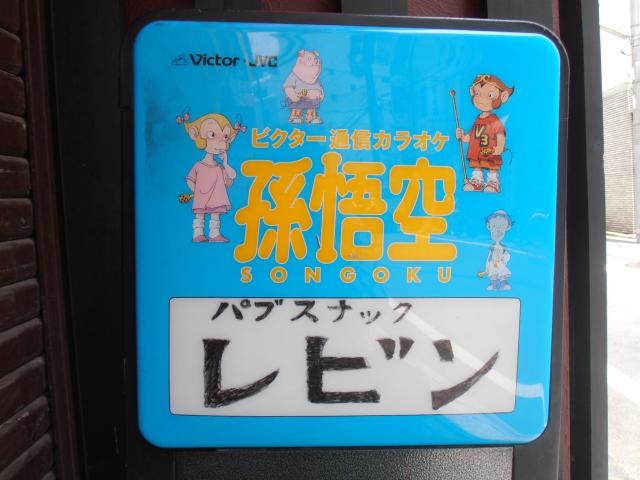 Victor・JVC
ビクター通信カラオケ
孫悟空
SONGOKU
V3
パブスナック
レビン